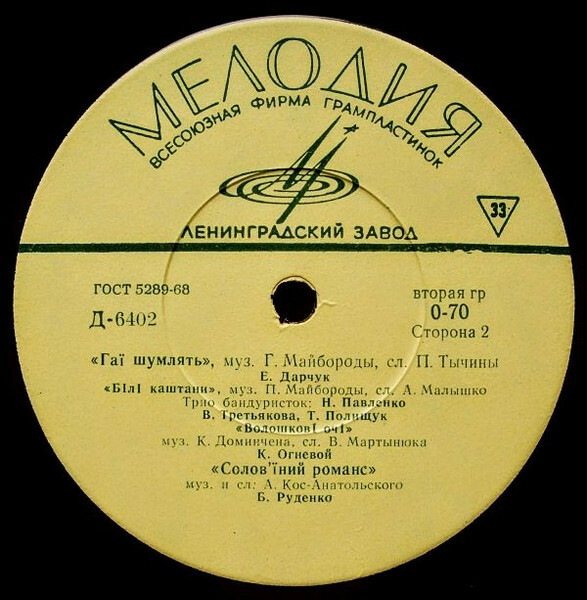 МЕЛОДИЯ
ВСЕСОЮЗНАЯ ФИРМА ГРАМПЛАСТИНОК
ЛЕНИНГРАДСКИЙ ЗАВОД
33
ГОСТ 5289-68
вторая гр
Д-6402
0-70
Сторона 2
«Гаї шумлять», муз. Г. Майбороды, сл. П. Тычины
Е. Дарчук
«БІлІ каштани», муз. П. Майбороды, сл. А. Малышко
Трио бандуристок: Н. Павленко
В. Третьякова, Т. Полищук
«ВолошковІ очІ»
муз. К. Доминчена, сл. В. Мартынюка
К. Огневой
«Солов'їний романс»
муз. и сл: А. Кос-Анатольского
Б. Руденко